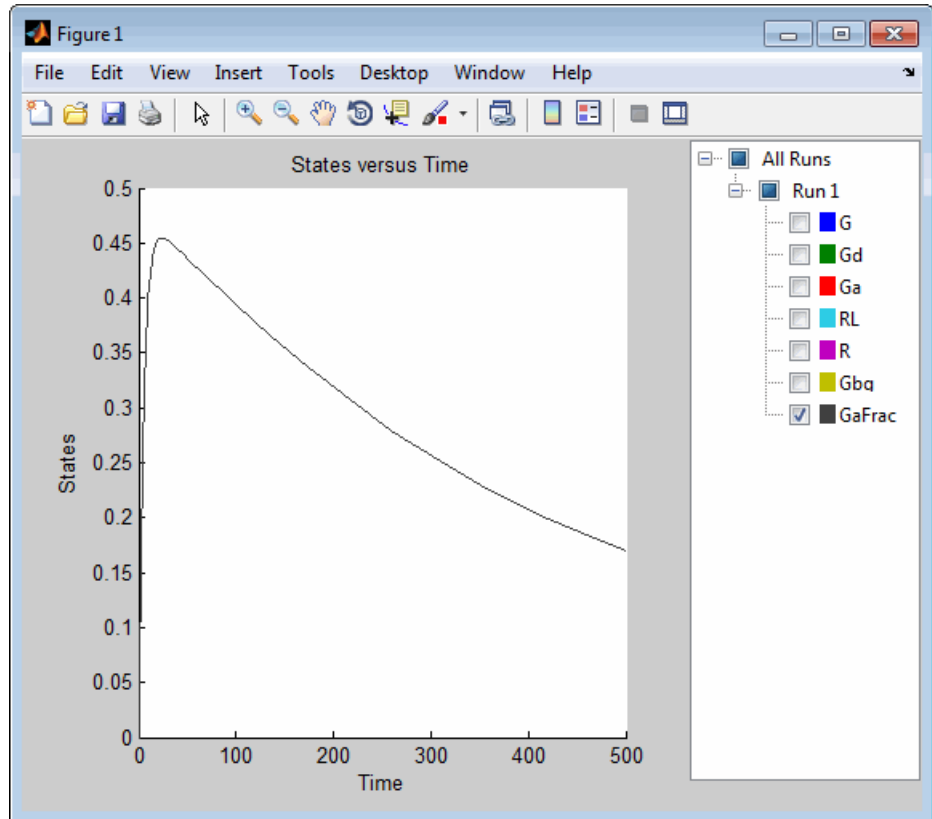 Figure 1
File Edit View Insert Tools Desktop Window Help
States versus Time
0.5
0.45
0.4
0.35
0.3
0.25
0.2
0.15
0.1
0.05
0
States
0 100 200 300 400 500
Time
All Runs
Run 1
G
Gd
Ga
RL
R
Gbg
GaFrac